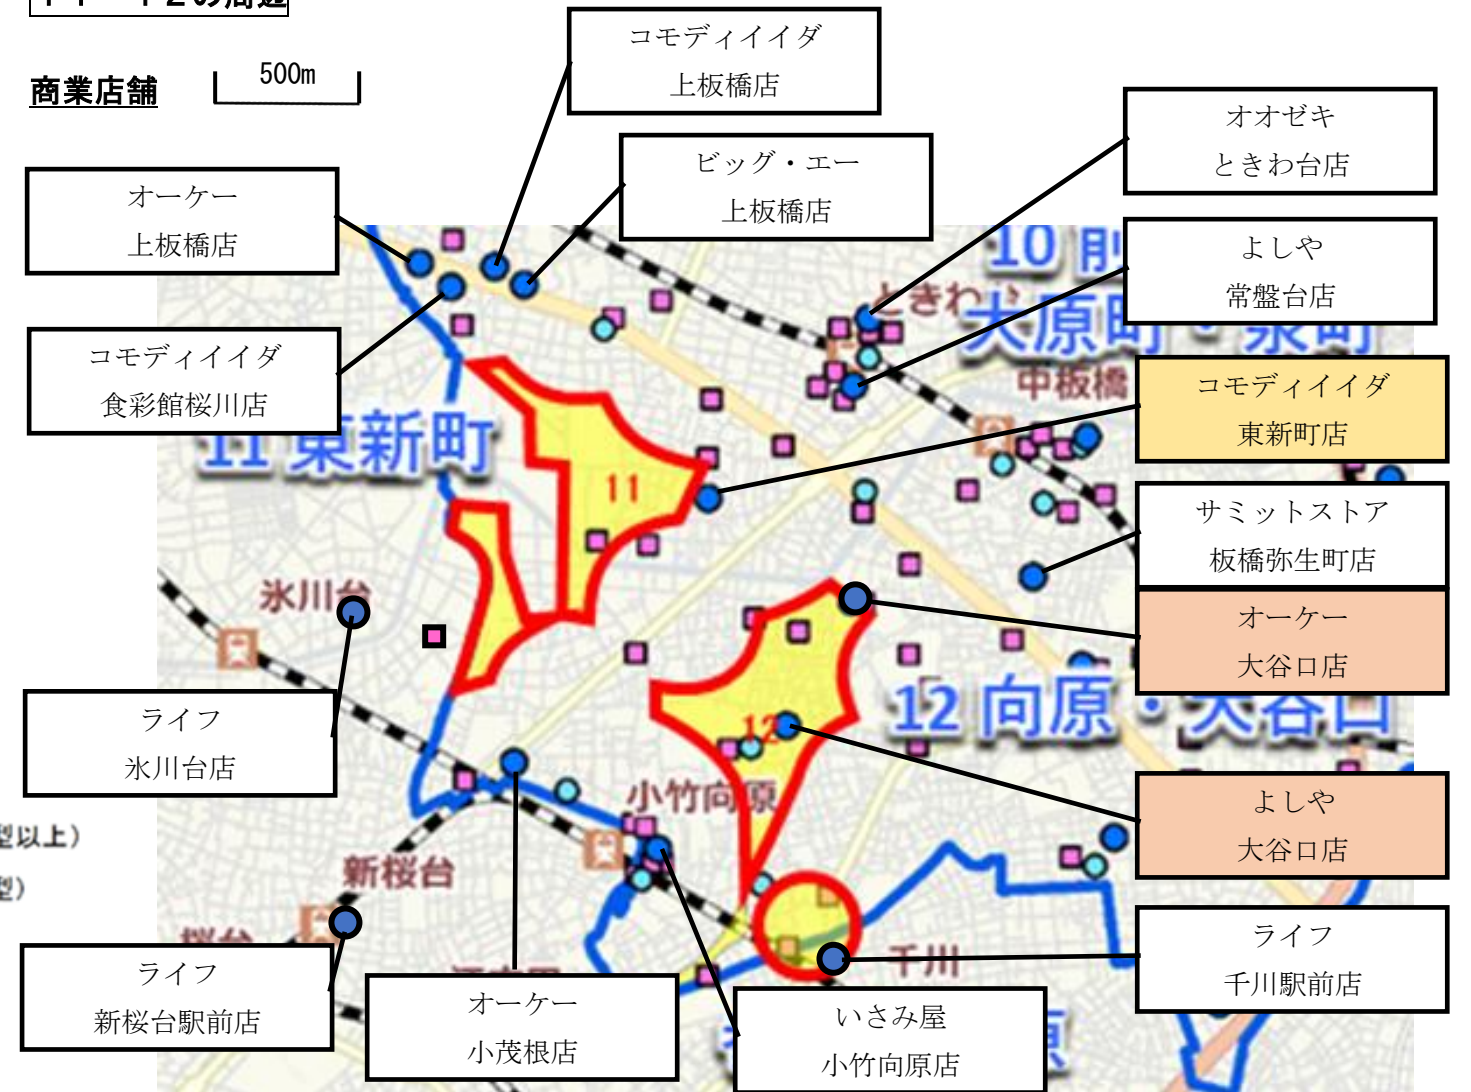 商業店舗
500m
コモディイイダ
上板橋店
オオゼキ
ときわ台店
ビッグ・エー
上板橋店
オーケー
上板橋店
よしや
常盤台店
コモディイイダ
食彩館桜川店
ときわ
大原町・泉町
中板橋
コモディイイダ
東新町店
11 東新町
11
サミットストア
板橋弥生町店
氷川台
オーケー
大谷口店
12 向原・大谷口
12
ライフ
氷川台店
小竹向原
よしや
大谷口店
型以上）
型）
新桜台
千川
ライフ
千川駅前店
ライフ
新桜台駅前店
オーケー
小茂根店
いさみ屋
小竹向原店